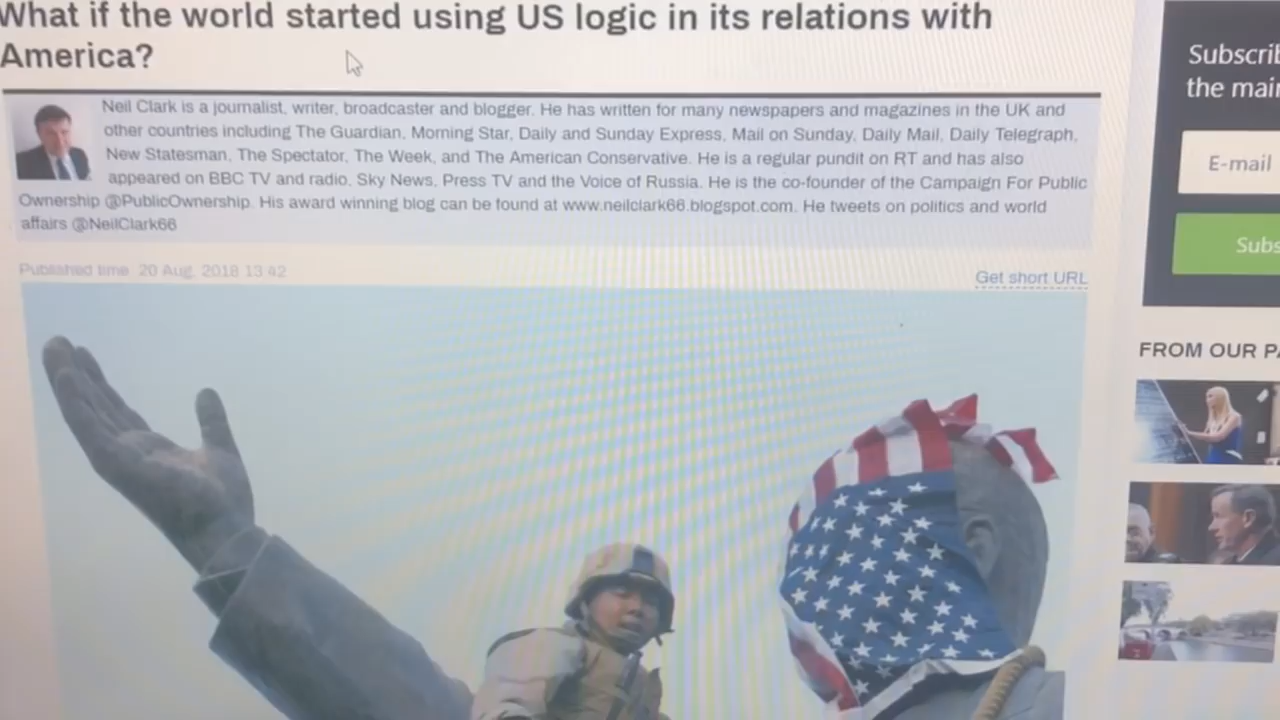 What if the world started using US logic in its relations with
America?
Neil Clark is a journalist, writer, broadcaster and blogger. He has written for many newspapers and magazines in the UK and
other countries including The Guardian, Morning Star, Daily and Sunday Express, Mail on Sunday, Daily Mail, Daily Telegraph,
New Statesman, The Spectator, The Week, and The American Conservative. He is a regular pundit on RT and has also
appeared on BBC TV and radio, Sky News, Press TV and the Voice of Russia. He is the co-founder of the Campaign For Public
Ownership @PublicOwnership. His award winning blog can be found at www.neilclark66.blogspot.com. He tweets on politics and world
affairs @NeilClark66
Published time: 20 Aug, 2018 13:42
Get short URL
Subscrib
the mai
E-mail
Subs
FROM OUR PA